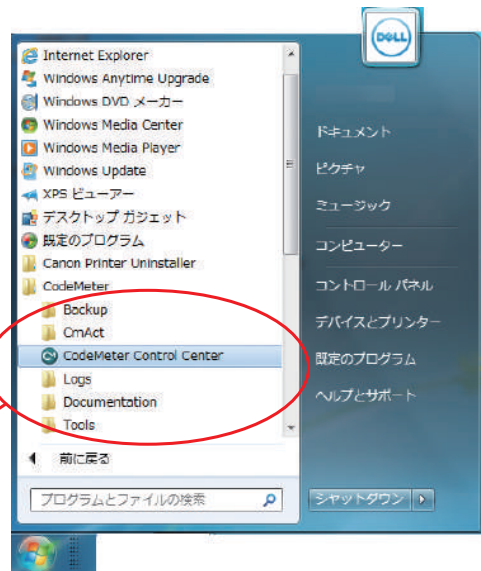 DELL
Internet Explorer
Windows Anytime Upgrade
Windows DVD メーカー
Windows Media Center
Windows Media Player
Windows Update
XPS ビューアー
デスクトップ ガジェット
既定のプログラム
Canon Printer Uninstaller
CodeMeter
Backup
CmAct
CodeMeter Control Center
Logs
Documentation
Tools
前に戻る
プログラムとファイルの検索
ドキュメント
ピクチャ
ミュージック
コンピューター
コントロール パネル
デバイスとプリンター
既定のプログラム
ヘルプとサポート
シャットダウン